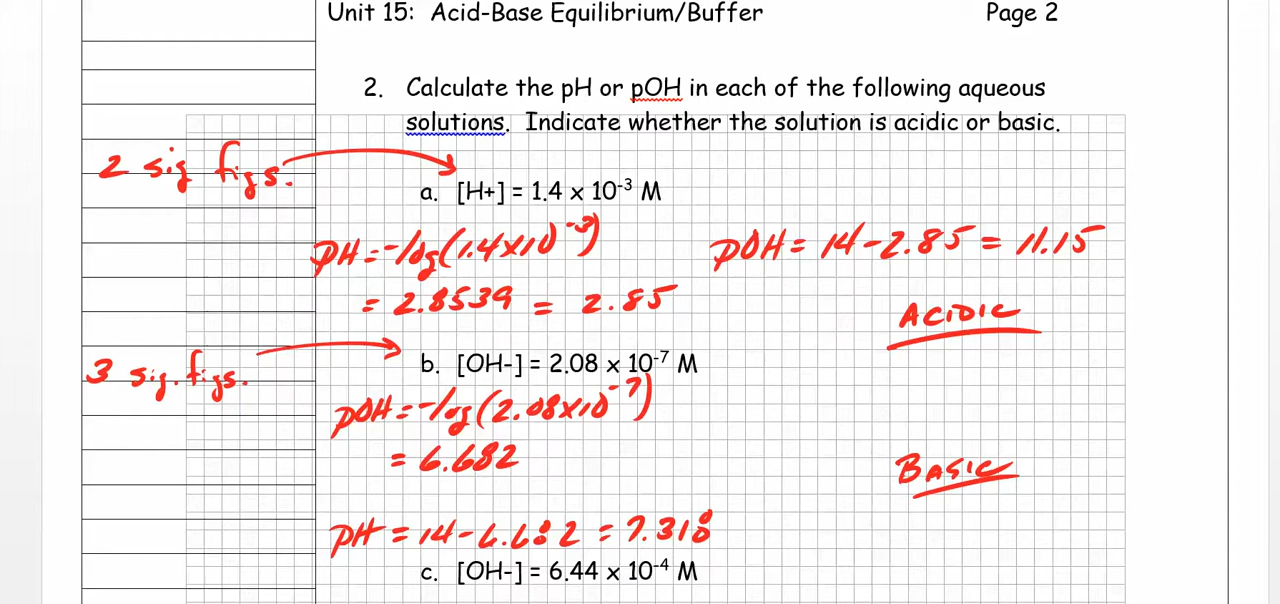 Unit 15: Acid-Base Equilibrium/Buffer Page 2
2. Calculate the pH or pOH in each of the following aqueous
solutions. Indicate whether the solution is acidic or basic.
2 sig figs.
a. [H+] = 1.4 x 10⁻³ M
pH = -log(1.4x10⁻³) pOH = 14 - 2.85 = 11.15
= 2.8539 = 2.85
ACIDIC
3 sig. figs.
b. [OH-] = 2.08 x 10⁻⁷ M
pOH = -log(2.08x10⁻⁷)
= 6.682
BASIC
pH = 14 - 6.682 = 7.318
c. [OH-] = 6.44 x 10⁻⁴ M